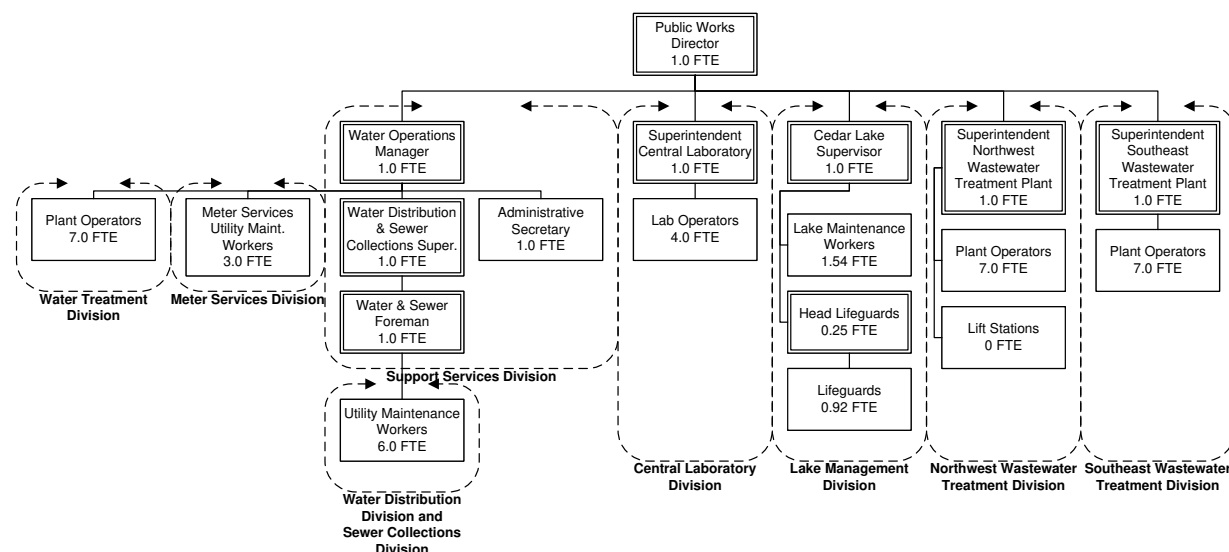 Public Works
Director
1.0 FTE
Water Operations
Manager
1.0 FTE
Superintendent
Central Laboratory
1.0 FTE
Cedar Lake
Supervisor
1.0 FTE
Superintendent
Northwest
Wastewater
Treatment Plant
1.0 FTE
Superintendent
Southeast
Wastewater
Treatment Plant
1.0 FTE
Plant Operators
7.0 FTE
Meter Services
Utility Maint.
Workers
3.0 FTE
Water Distribution
& Sewer
Collections Super.
1.0 FTE
Administrative
Secretary
1.0 FTE
Lab Operators
4.0 FTE
Lake Maintenance
Workers
1.54 FTE
Plant Operators
7.0 FTE
Plant Operators
7.0 FTE
Water Treatment
Division
Meter Services Division
Water & Sewer
Foreman
1.0 FTE
Head Lifeguards
0.25 FTE
Lift Stations
0 FTE
Support Services Division
Lifeguards
0.92 FTE
Utility Maintenance
Workers
6.0 FTE
Water Distribution
Division and
Sewer Collections
Division
Central Laboratory
Division
Lake Management
Division
Northwest Wastewater
Treatment Division
Southeast Wastewater
Treatment Division